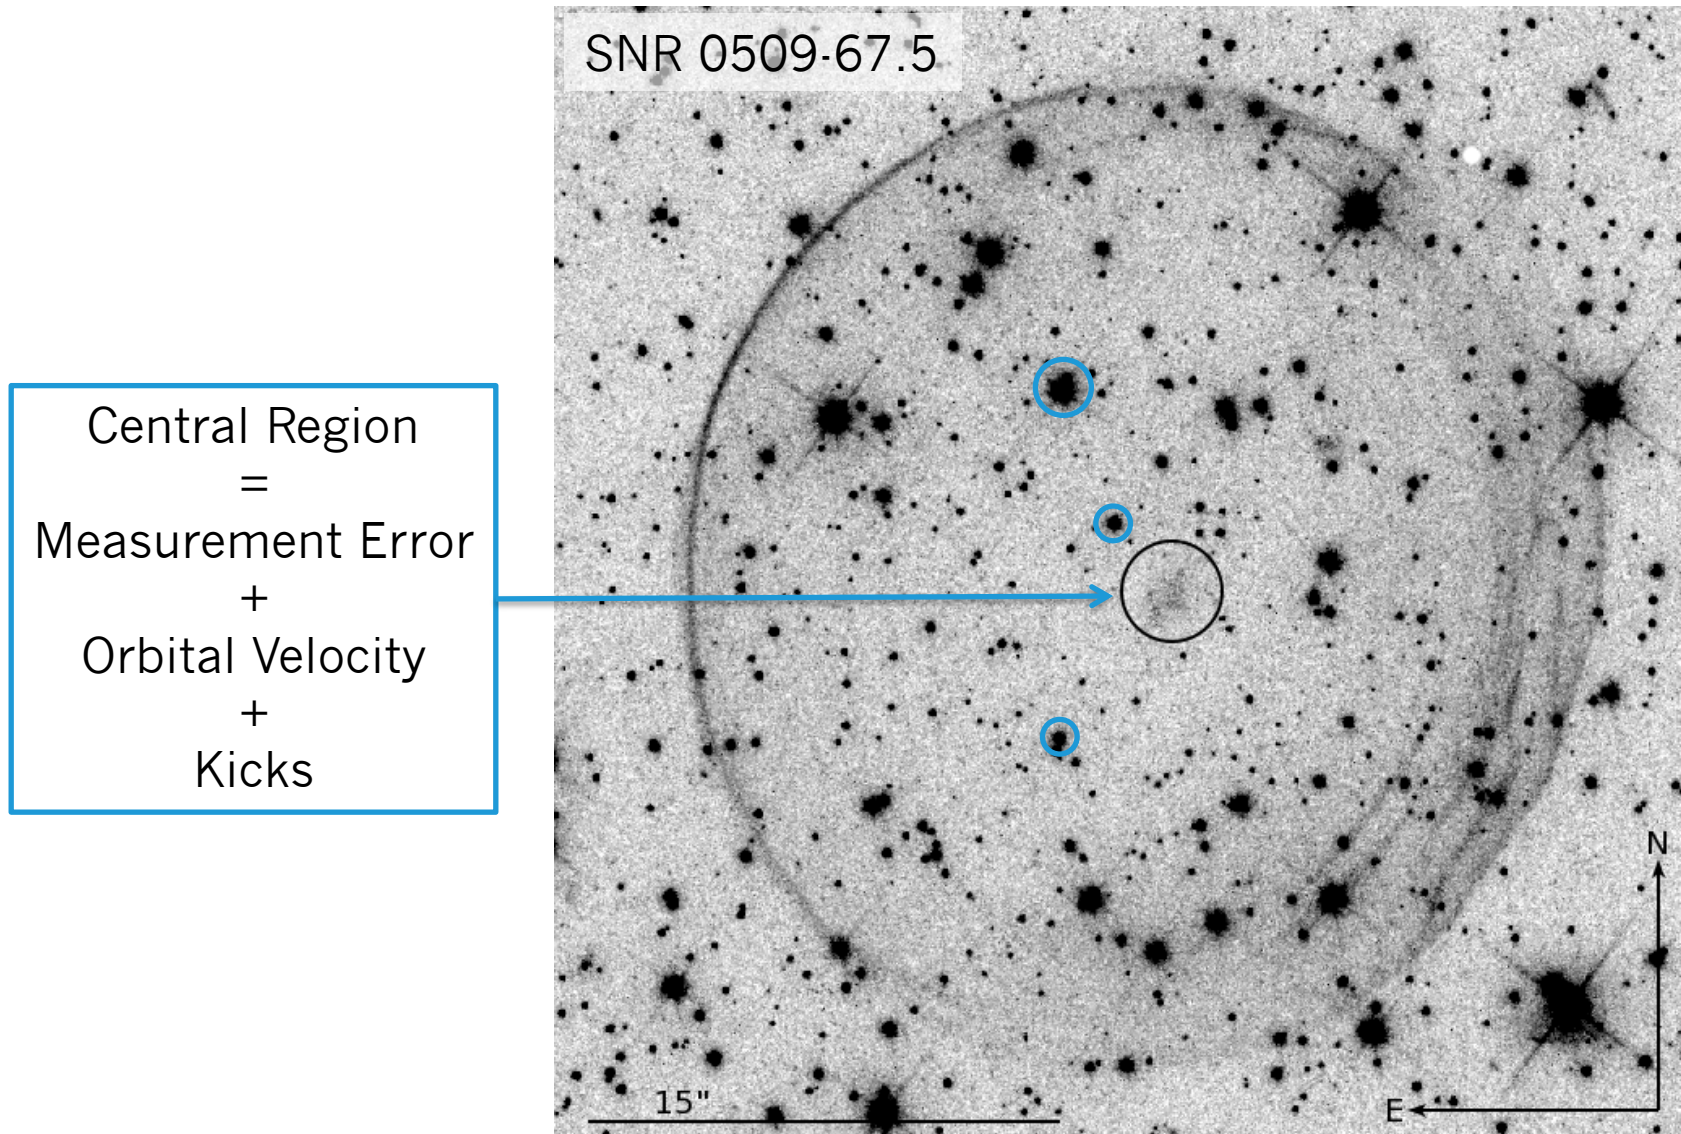 SNR 0509-67.5
Central Region
=
Measurement Error
+
Orbital Velocity
+
Kicks
N
E
15"